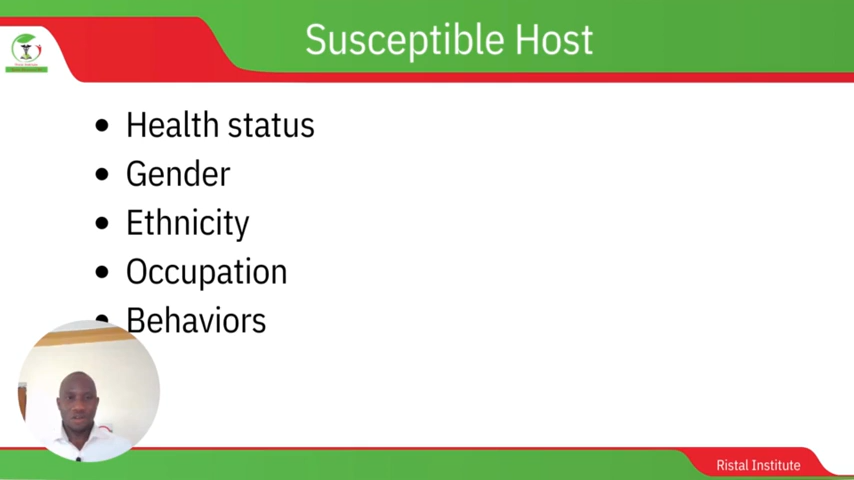 Susceptible Host
Health status
Gender
Ethnicity
Occupation
Behaviors
Ristal Institute